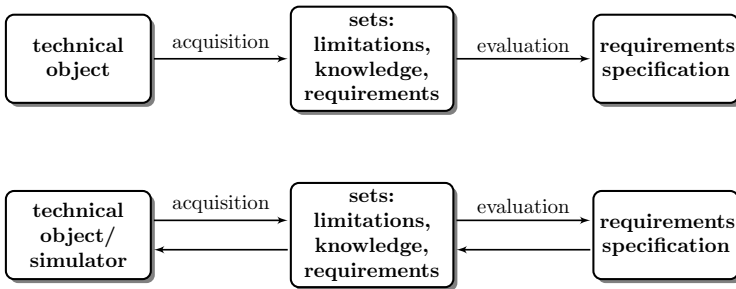 technical
object
acquisition
sets:
limitations,
knowledge,
requirements
evaluation
requirements
specification
technical
object/
simulator
acquisition
sets:
limitations,
knowledge,
requirements
evaluation
requirements
specification